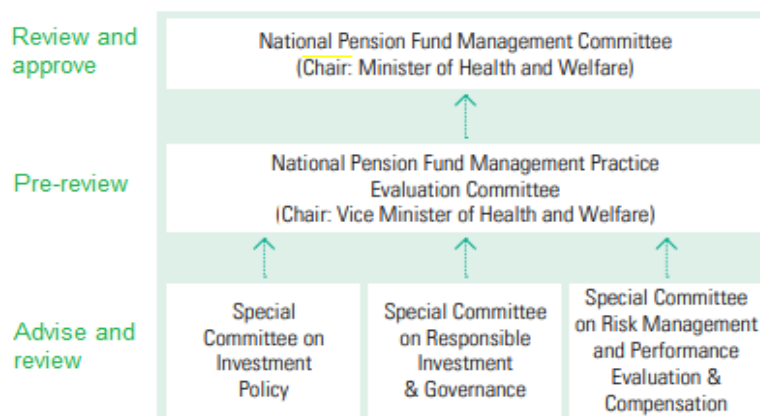 Review and
approve
National Pension Fund Management Committee
(Chair: Minister of Health and Welfare)
Pre-review
National Pension Fund Management Practice
Evaluation Committee
(Chair: Vice Minister of Health and Welfare)
Advise and
review
Special
Committee on
Investment
Policy
Special Committee
on Responsible
Investment
& Governance
Special Committee
on Risk Management
and Performance
Evaluation &
Compensation